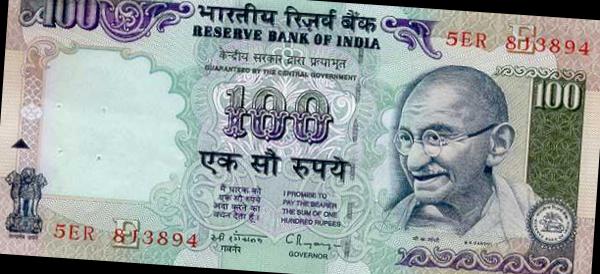 100 भारतीय रिज़र्व बैंक
RESERVE BANK OF INDIA
5ER 813894
केन्द्रीय सरकार द्वारा प्रत्याभूत
GUARANTEED BY THE CENTRAL GOVERNMENT
100
100
एक सौ रुपये
मैं धारक को
एक सौ रुपये
अदा करने का
वचन देता हूँ ।
I PROMISE TO
PAY THE BEARER
THE SUM OF ONE
HUNDRED RUPEES
5ER 813894
गवर्नर
GOVERNOR